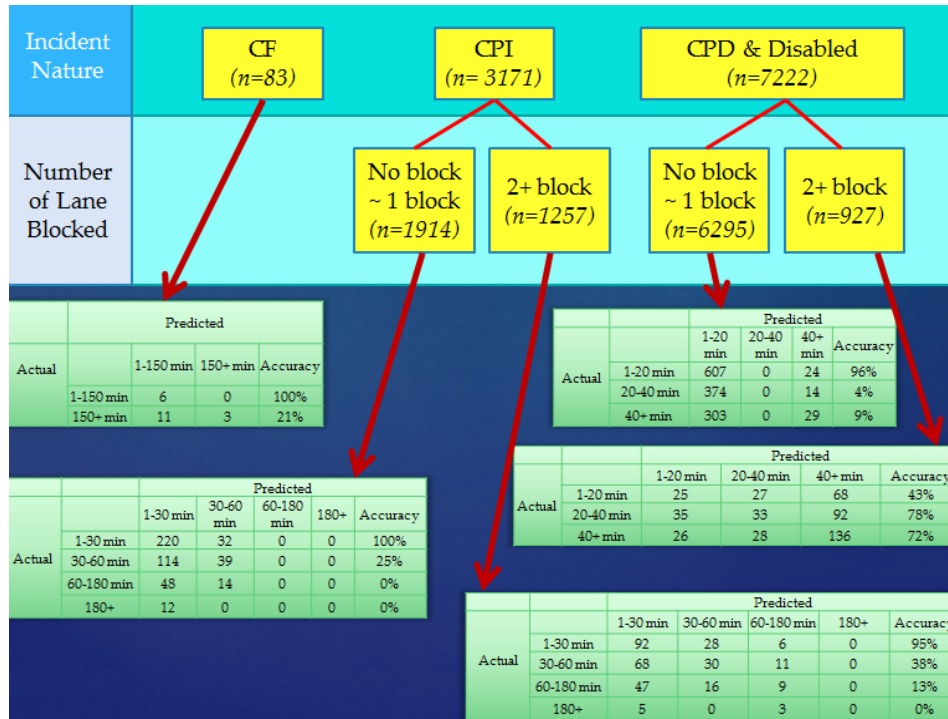 Incident
Nature
CF
(n=83)
CPI
(n= 3171)
CPD & Disabled
(n=7222)
Number
of Lane
Blocked
No block
~ 1 block
(n=1914)
2+ block
(n=1257)
No block
~ 1 block
(n=6295)
2+ block
(n=927)
Predicted
Actual 1-150 min 150+ min Accuracy
1-150 min 6 0 100%
150+ min 11 3 21%
Predicted
1-20 min 20-40 min 40+ min Accuracy
Actual
1-20 min 607 0 24 96%
20-40 min 374 0 14 4%
40+ min 303 0 29 9%
Predicted
1-20 min 20-40 min 40+ min Accuracy
Actual
1-20 min 25 27 68 43%
20-40 min 35 33 92 78%
40+ min 26 28 136 72%
Predicted
1-30 min 30-60 min 60-180 min 180+ Accuracy
Actual
1-30 min 220 32 0 0 100%
30-60 min 114 39 0 0 25%
60-180 min 48 14 0 0 0%
180+ 12 0 0 0 0%
Predicted
1-30 min 30-60 min 60-180 min 180+ Accuracy
Actual
1-30 min 92 28 6 0 95%
30-60 min 68 30 11 0 38%
60-180 min 47 16 9 0 13%
180+ 5 0 3 0 0%